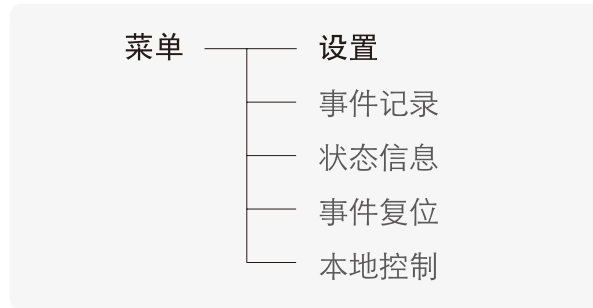 菜单 设置
事件记录
状态信息
事件复位
本地控制